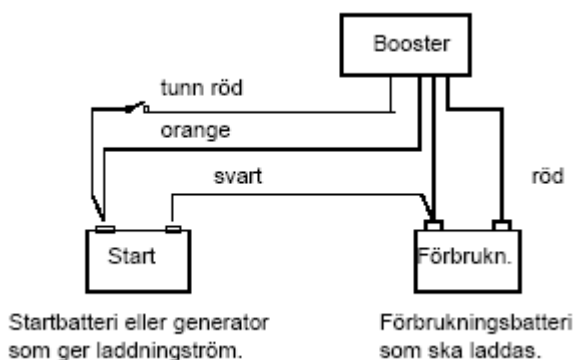 Booster
tunn röd
orange
svart
röd
Start
Förbrukn.
Startbatteri eller generator
som ger laddningström.
Förbrukningsbatteri
som ska laddas.